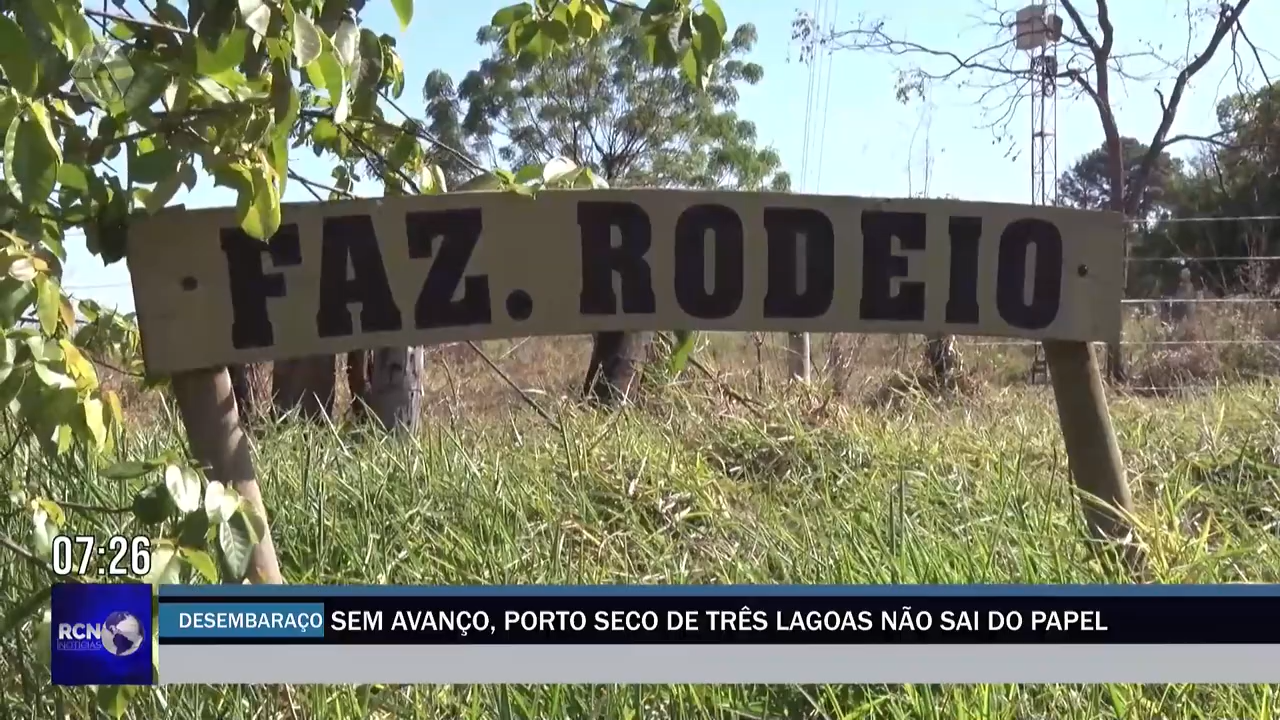 FAZ. RODEIO
07:26
RCN
NOTÍCIAS
DESEMBARAÇO
SEM AVANÇO, PORTO SECO DE TRÊS LAGOAS NÃO SAI DO PAPEL